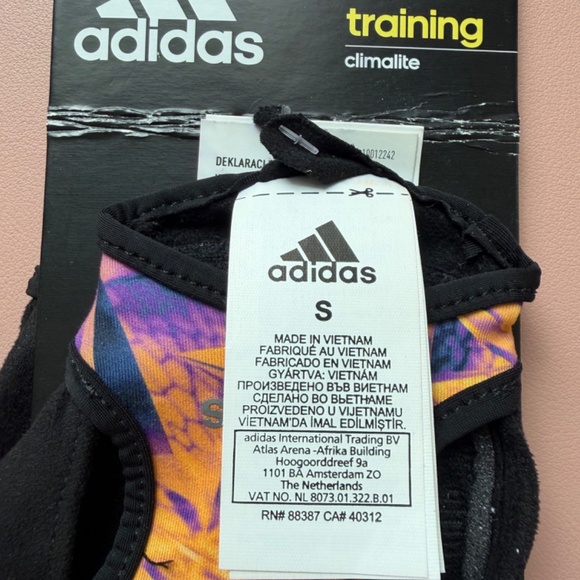 adidas
training
climalite
DEKLARACI
10012242
adidas
S
MADE IN VIETNAM
FABRIQUÉ AU VIETNAM
FABRICADO EN VIETNAM
GYÁRTVA: VIETNÁM
ПРОИЗВЕДЕНО ВЪВ ВИЕТНАМ
СДЕЛАНО ВО ВЬЕТНАМЕ
PROIZVEDENO U VIJETNAMU
VİETNAM'DA İMAL EDİLMİŞTİR.
adidas International Trading BV
Atlas Arena -Afrika Building
Hoogoorddreef 9a
1101 BA Amsterdam ZO
The Netherlands
VAT NO. NL 8073.01.322.B.01
RN# 88387 CA# 40312
S